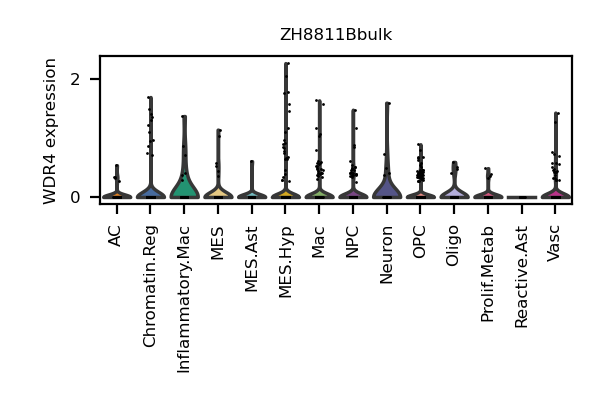 ZH8811Bbulk
WDR4 expression
2
0
AC
Chromatin.Reg
Inflammatory.Mac
MES
MES.Ast
MES.Hyp
Mac
NPC
Neuron
OPC
Oligo
Prolif.Metab
Reactive.Ast
Vasc